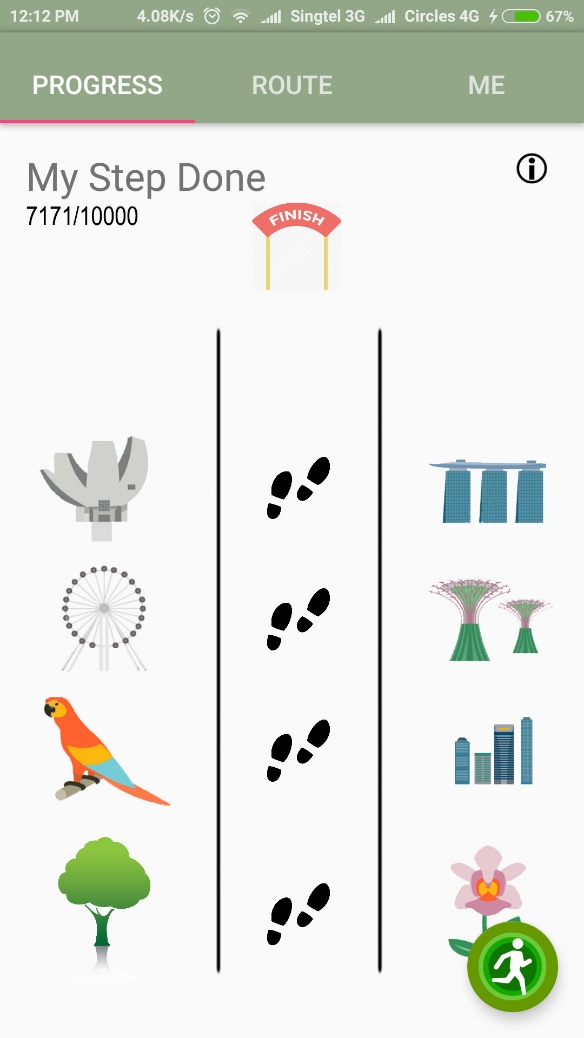 12:12 PM 4.08K/s Singtel 3G Circles 4G 67%
PROGRESS ROUTE ME
My Step Done
7171/10000
FINISH